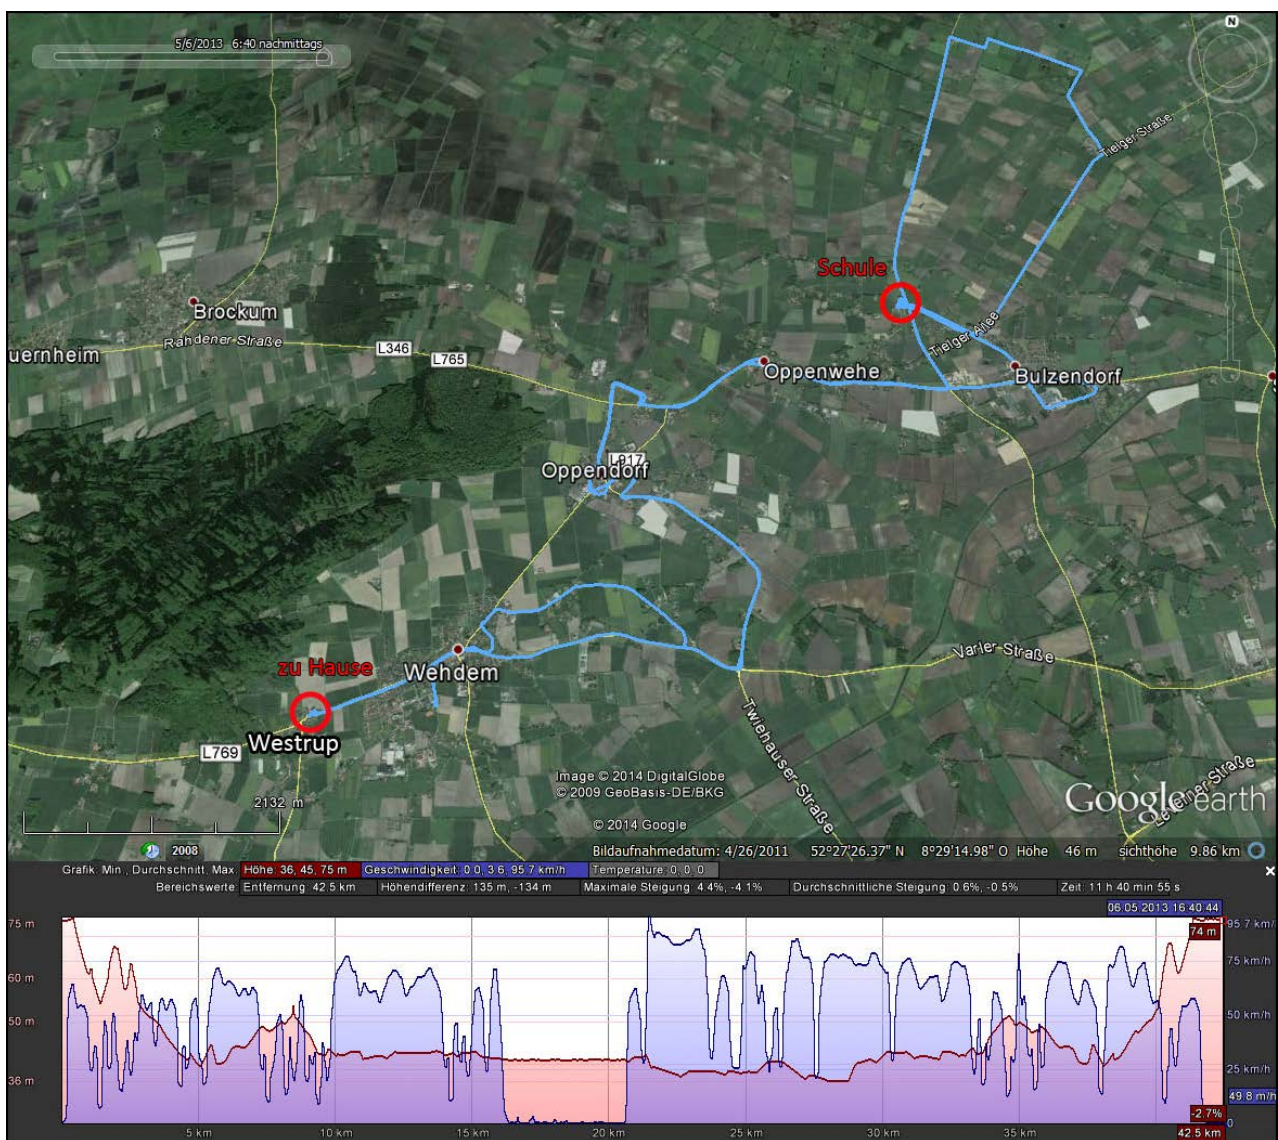 5/6/2013 6:40 nachmittags
N
Tielger Straße
Schule
Brockum
uernheim
Rahdener Straße
L346
L765
Tielger Allee
Oppenwehe
Bulzendorf
L917
Oppendorf
Varler Straße
zu Hause
Wehdem
Westrup
L769
Twiehauser Straße
Image © 2014 DigitalGlobe
© 2009 GeoBasis-DE/BKG
Google earth
2132 m
© 2014 Google
2008
Bildaufnahmedatum: 4/26/2011 52°27'26.37" N 8°29'14.98" O Höhe 46 m sichthöhe 9.86 km
Grafik: Min., Durchschnitt. Max. Höhe: 36, 45, 75 m Geschwindigkeit: 0.0, 3.6, 95.7 km/h Temperature: 0, 0, 0
Bereichswerte: Entfernung: 42.5 km Höhendifferenz: 135 m, -134 m Maximale Steigung: 4.4%, -4.1% Durchschnittliche Steigung: 0.6%, -0.5% Zeit: 11 h 40 min 55 s
06.05.2013 16:40:44
75 m
95.7 km/h
74 m
75 km/h
60 m
50 m
50 km/h
36 m
25 km/h
49.8 m/h
-2.7%
0
5 km 10 km 15 km 20 km 25 km 30 km 35 km 42.5 km